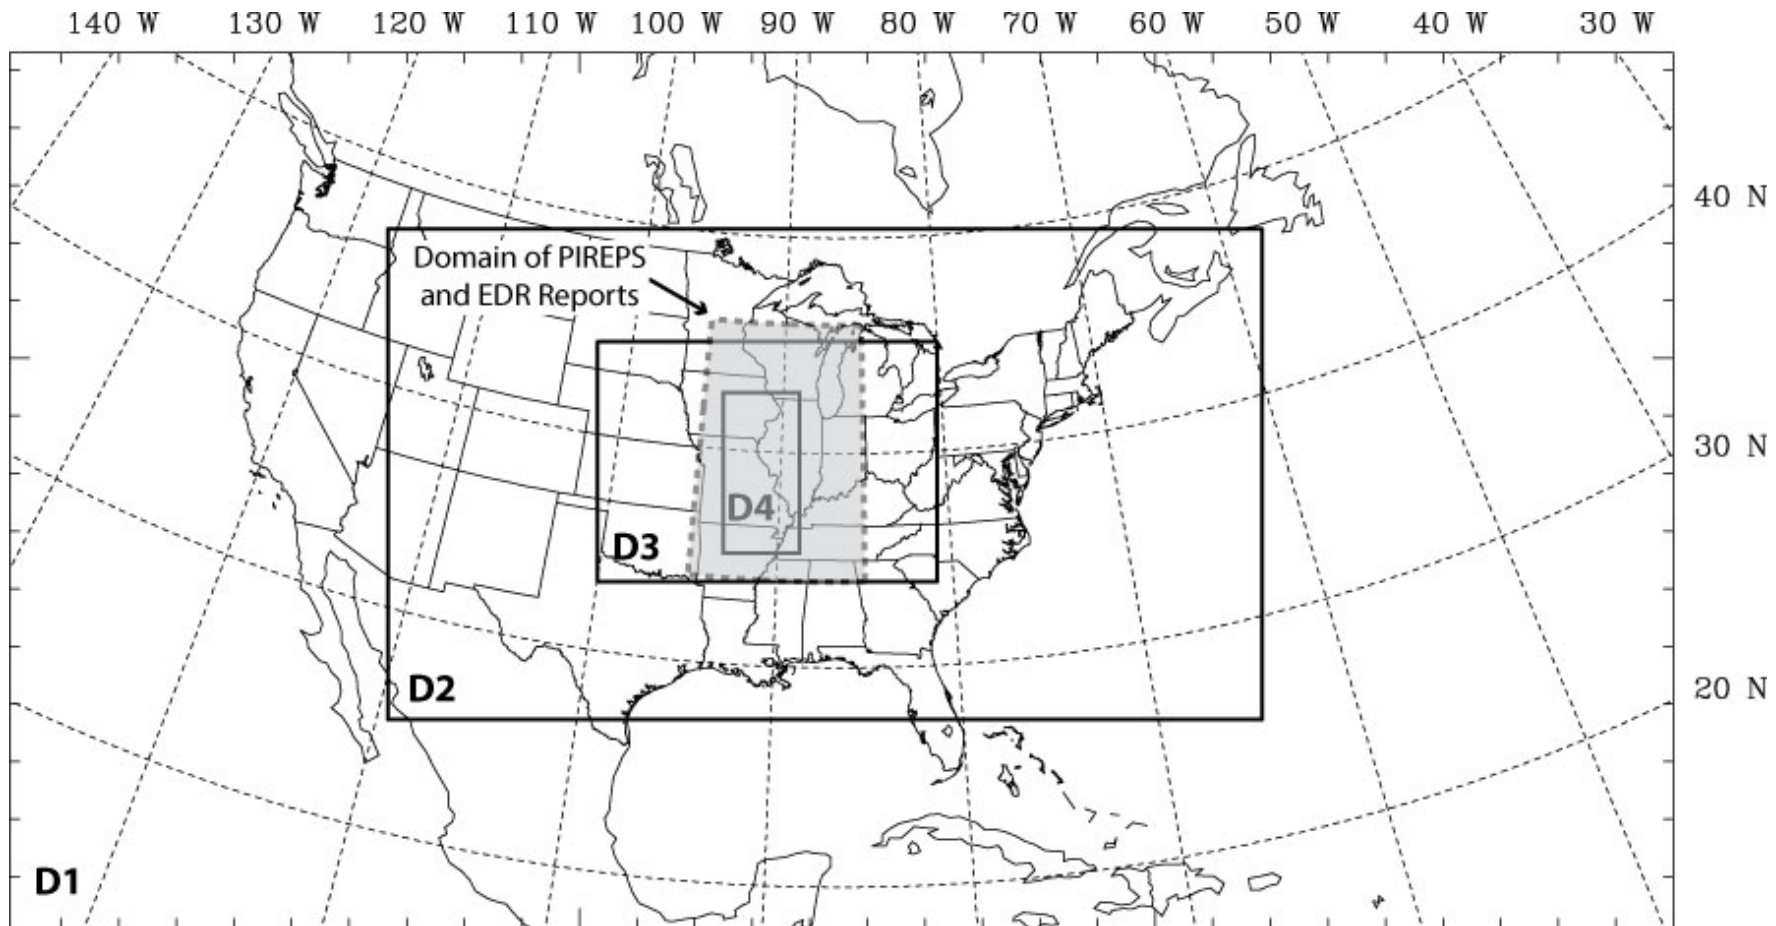 140 W 130 W 120 W 110 W 100 W 90 W 80 W 70 W 60 W 50 W 40 W 30 W
40 N
Domain of PIREPS
and EDR Reports
30 N
D4
D3
D2
20 N
D1